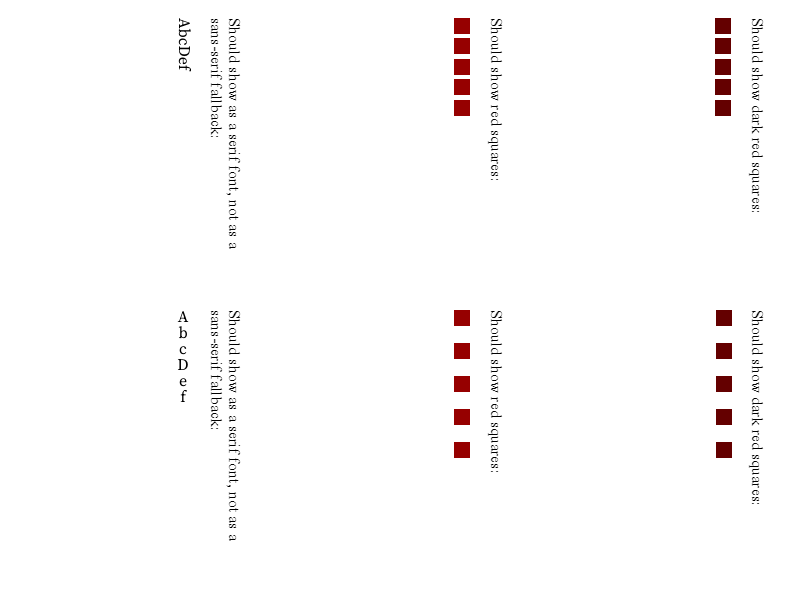 Should show dark red squares:
Should show red squares:
Should show as a serif font, not as a
sans-serif fallback:
AbcDef
Should show dark red squares:
Should show red squares:
Should show as a serif font, not as a
sans-serif fallback:
AbcDef